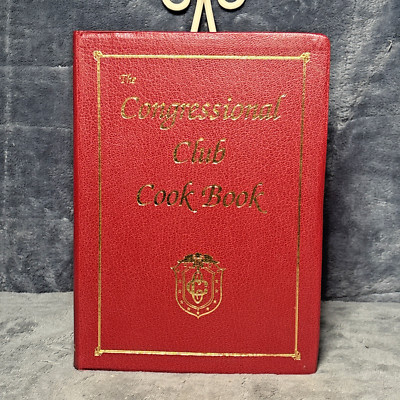 The
Congressional
Club
Cook Book